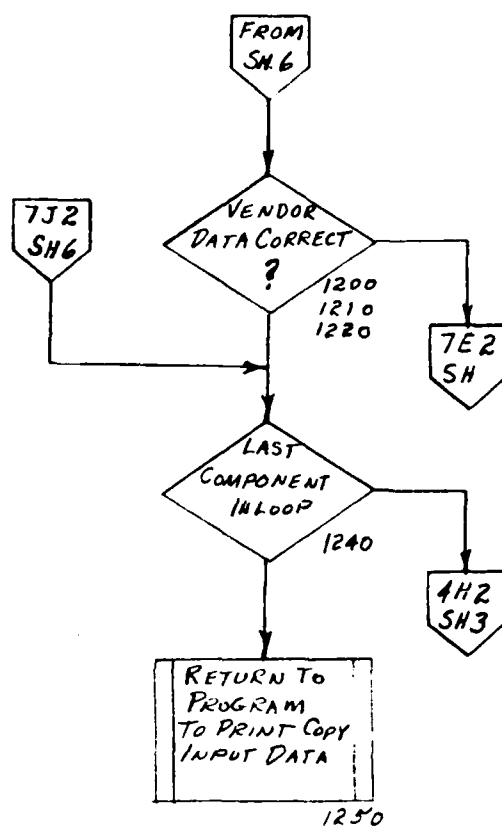 FROM
SH.6
VENDOR
DATA CORRECT
?
1200
1210
1220
7J2
SH6
7E2
SH
LAST
COMPONENT
IN LOOP
1240
4H2
SH3
RETURN TO
PROGRAM
TO PRINT COPY
INPUT DATA
1250